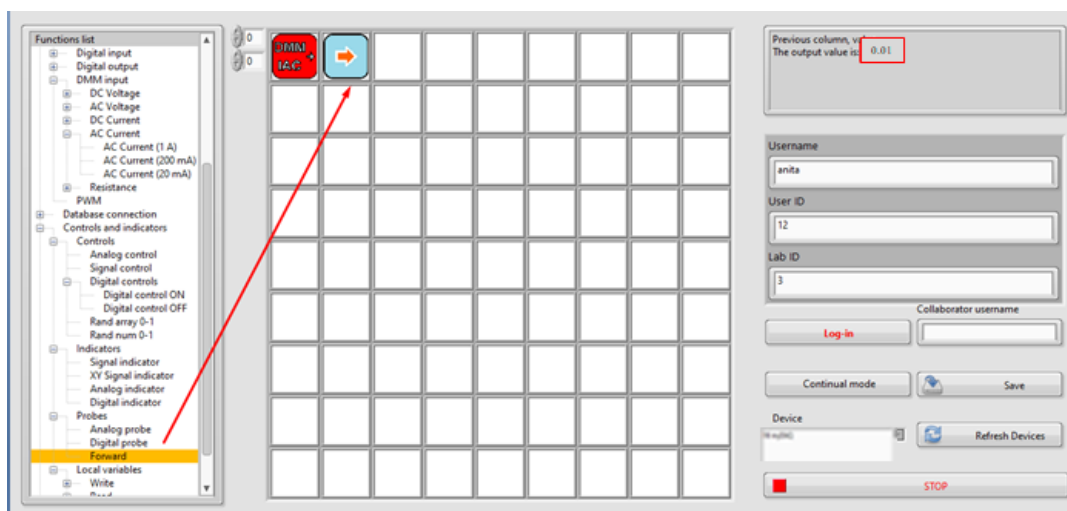 Functions list
Digital input
Digital output
DMM input
DC Voltage
AC Voltage
DC Current
AC Current
AC Current (1 A)
AC Current (200 mA)
AC Current (20 mA)
Resistance
PWM
Database connection
Controls and indicators
Controls
Analog control
Signal control
Digital controls
Digital control ON
Digital control OFF
Rand array 0-1
Rand num 0-1
Indicators
Signal indicator
XY Signal indicator
Analog indicator
Digital indicator
Probes
Analog probe
Digital probe
Forward
Local variables
Write
0
0
DMM
IAC
Previous column,
The output value is: 0.01
Username
anita
User ID
12
Lab ID
3
Collaborator username
Log-in
Continual mode
Save
Device
Refresh Devices
STOP